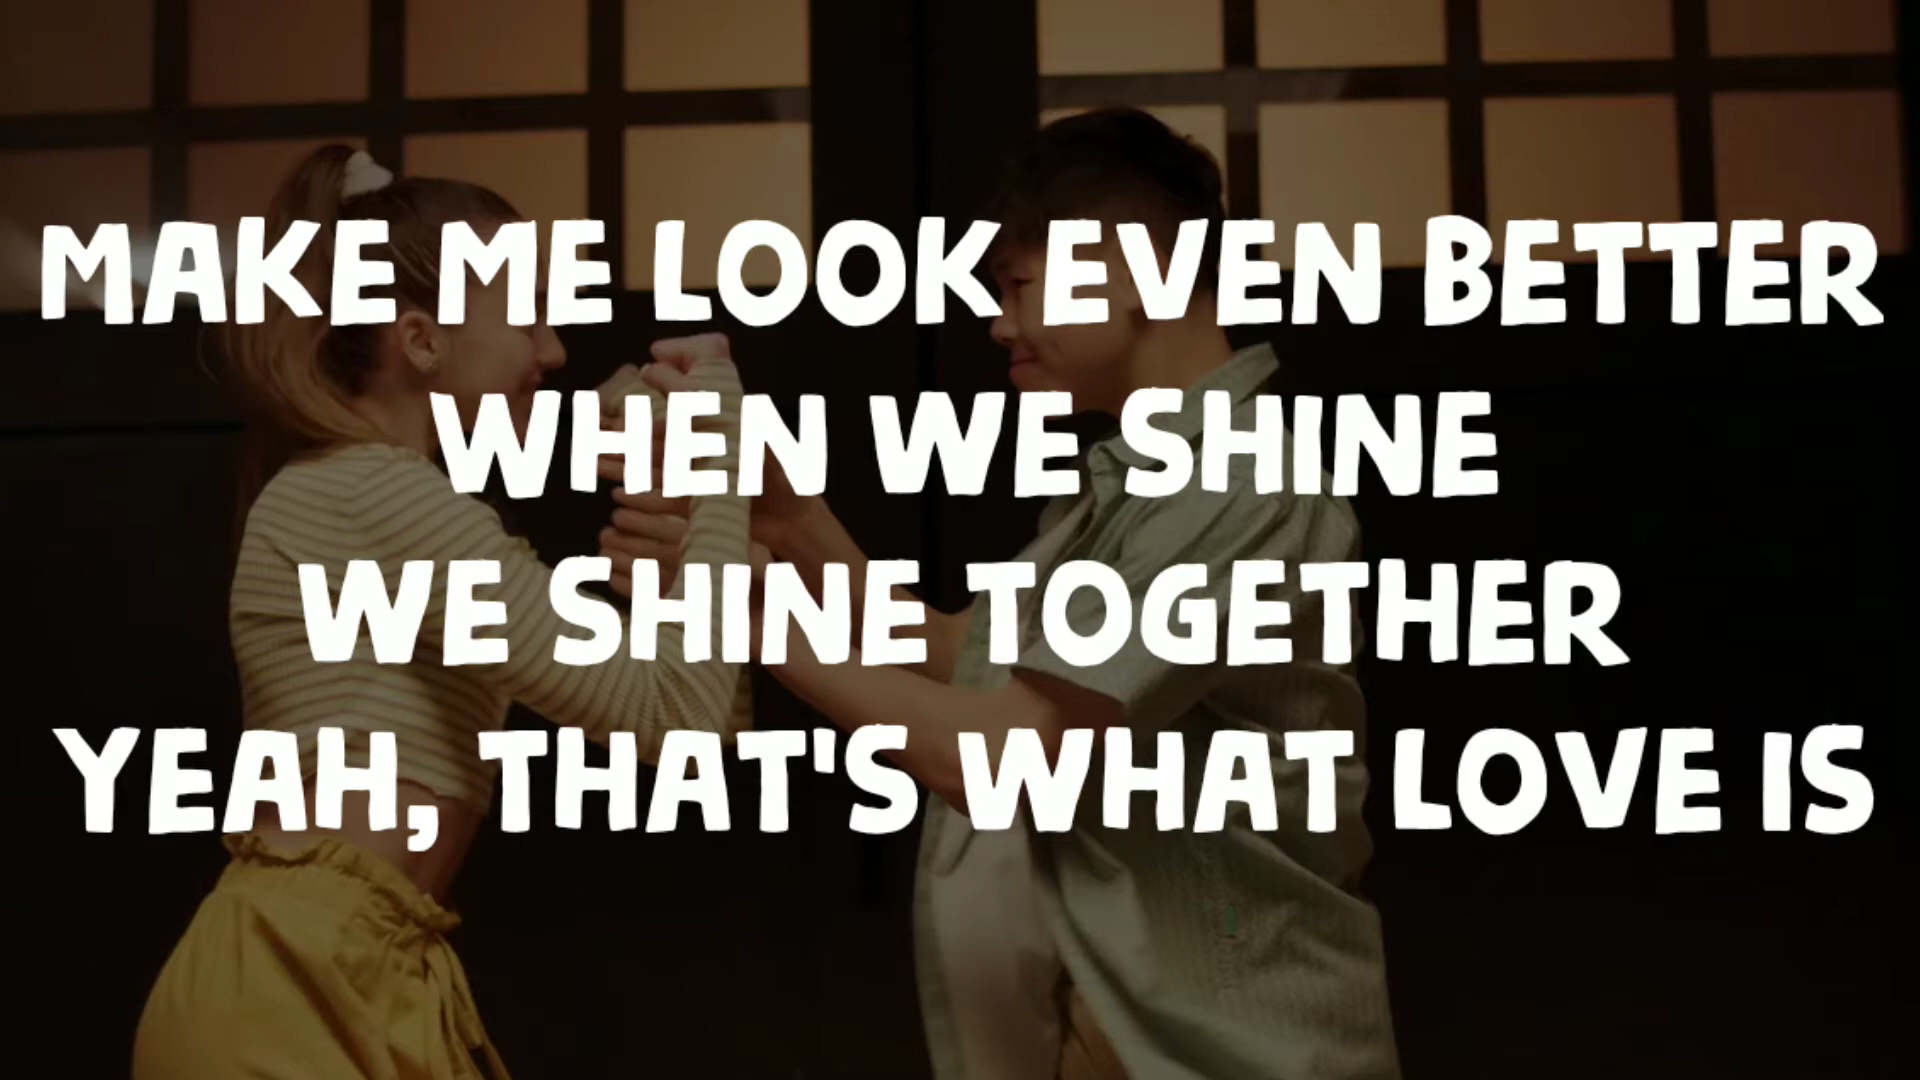 MAKE ME LOOK EVEN BETTER
WHEN WE SHINE
WE SHINE TOGETHER
YEAH, THAT'S WHAT LOVE IS